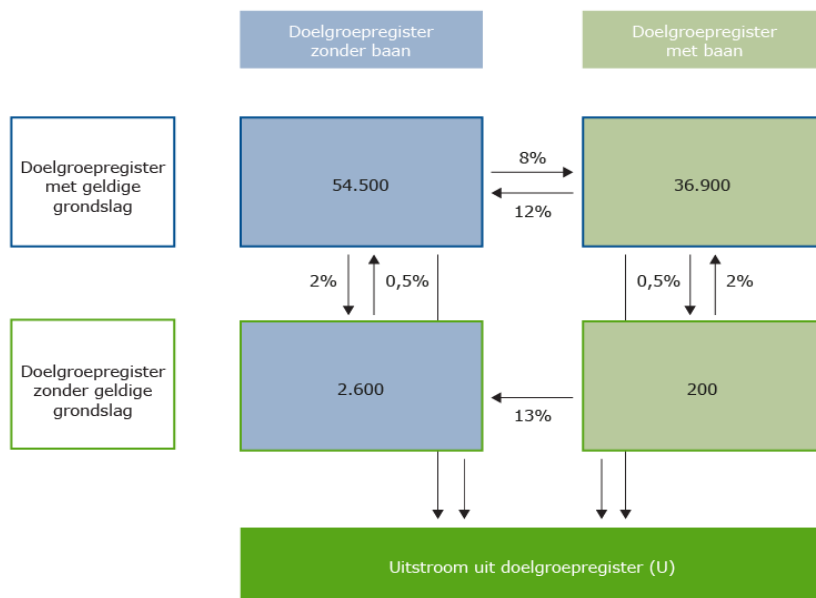 Doelgroepregister
zonder baan
Doelgroepregister
met baan
Doelgroepregister
met geldige
grondslag
54.500
8%
12%
36.900
2%
0,5%
0,5%
2%
Doelgroepregister
zonder geldige
grondslag
2.600
13%
200
Uitstroom uit doelgroepregister (U)